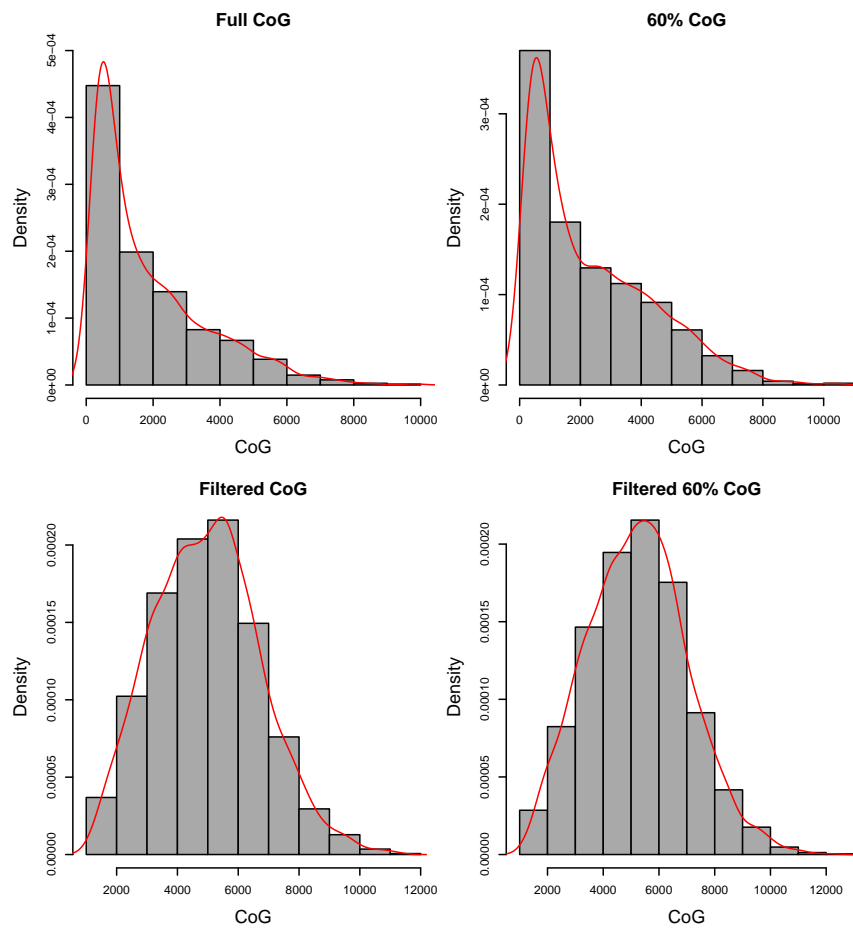 Full CoG
Density
0e+00 1e−04 2e−04 3e−04 4e−04 5e−04
0 2000 4000 6000 8000 10000
CoG
60% CoG
Density
0e+00 1e−04 2e−04 3e−04
0 2000 4000 6000 8000 10000
CoG
Filtered CoG
Density
0.00000 0.00005 0.00010 0.00015 0.00020
2000 4000 6000 8000 10000 12000
CoG
Filtered 60% CoG
Density
0.00000 0.00005 0.00010 0.00015 0.00020
2000 4000 6000 8000 10000 12000
CoG